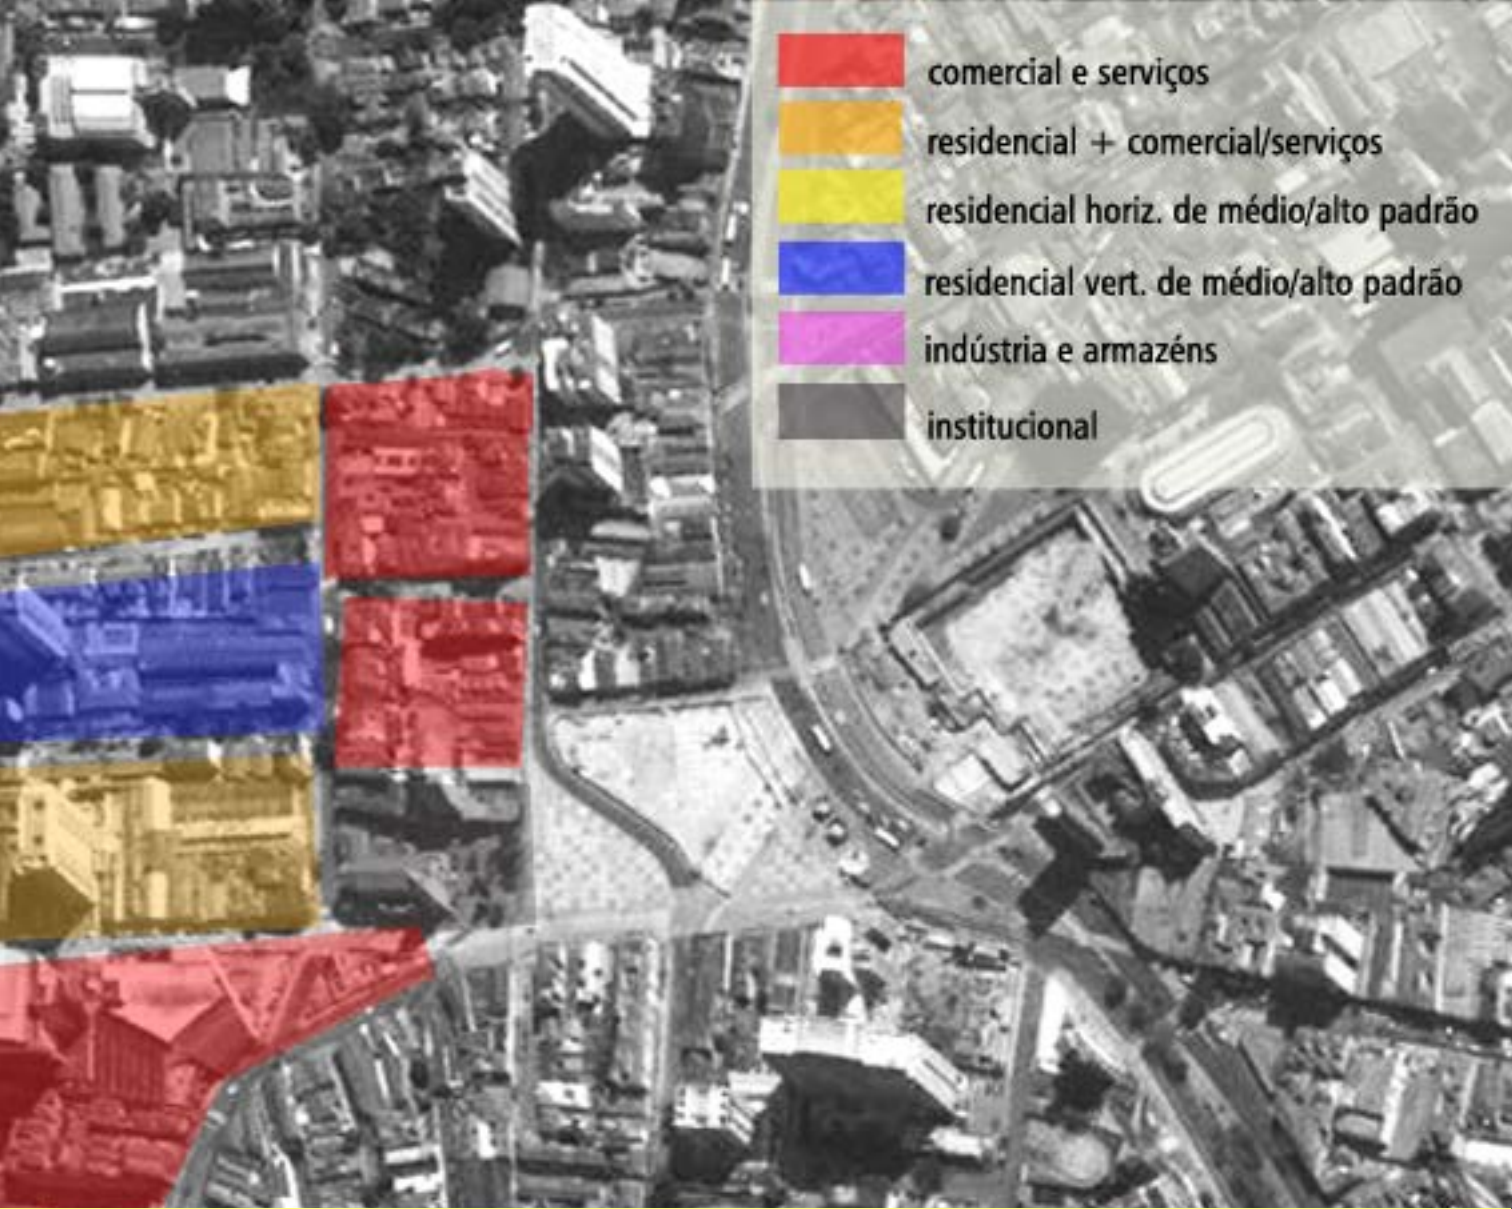 comercial e serviços
residencial + comercial/serviços
residencial horiz. de médio/alto padrão
residencial vert. de médio/alto padrão
indústria e armazéns
institucional